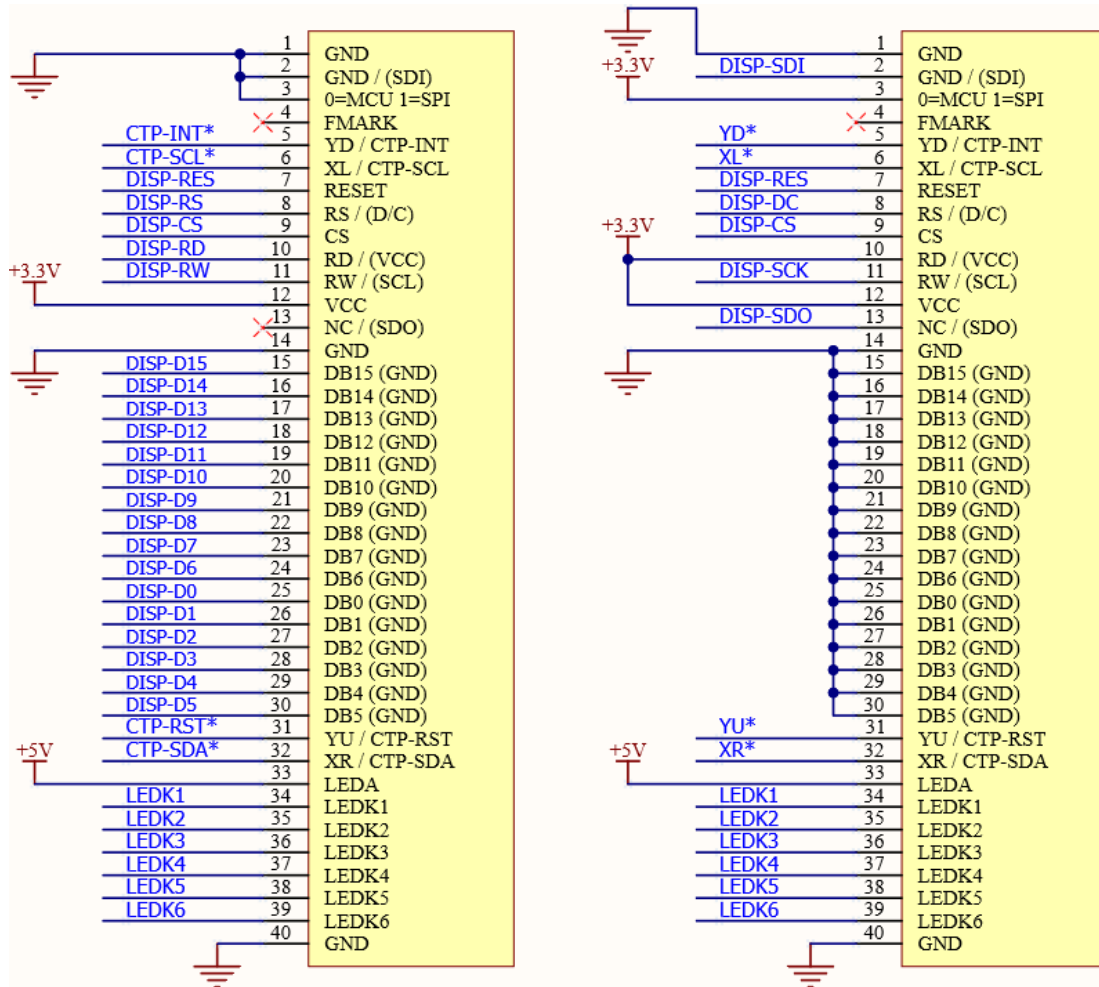 1 GND
2 GND / (SDI)
3 0=MCU 1=SPI
4 FMARK
CTP-INT* 5 YD / CTP-INT
CTP-SCL* 6 XL / CTP-SCL
DISP-RES 7 RESET
DISP-RS 8 RS / (D/C)
DISP-CS 9 CS
DISP-RD 10 RD / (VCC)
DISP-RW 11 RW / (SCL)
+3.3V 12 VCC
13 NC / (SDO)
14 GND
DISP-D15 15 DB15 (GND)
DISP-D14 16 DB14 (GND)
DISP-D13 17 DB13 (GND)
DISP-D12 18 DB12 (GND)
DISP-D11 19 DB11 (GND)
DISP-D10 20 DB10 (GND)
DISP-D9 21 DB9 (GND)
DISP-D8 22 DB8 (GND)
DISP-D7 23 DB7 (GND)
DISP-D6 24 DB6 (GND)
DISP-D0 25 DB0 (GND)
DISP-D1 26 DB1 (GND)
DISP-D2 27 DB2 (GND)
DISP-D3 28 DB3 (GND)
DISP-D4 29 DB4 (GND)
DISP-D5 30 DB5 (GND)
CTP-RST* 31 YU / CTP-RST
CTP-SDA* 32 XR / CTP-SDA
+5V 33 LEDA
LEDK1 34 LEDK1
LEDK2 35 LEDK2
LEDK3 36 LEDK3
LEDK4 37 LEDK4
LEDK5 38 LEDK5
LEDK6 39 LEDK6
40 GND
1 GND
DISP-SDI 2 GND / (SDI)
+3.3V 3 0=MCU 1=SPI
4 FMARK
YD* 5 YD / CTP-INT
XL* 6 XL / CTP-SCL
DISP-RES 7 RESET
DISP-DC 8 RS / (D/C)
DISP-CS 9 CS
+3.3V 10 RD / (VCC)
DISP-SCK 11 RW / (SCL)
12 VCC
DISP-SDO 13 NC / (SDO)
14 GND
15 DB15 (GND)
16 DB14 (GND)
17 DB13 (GND)
18 DB12 (GND)
19 DB11 (GND)
20 DB10 (GND)
21 DB9 (GND)
22 DB8 (GND)
23 DB7 (GND)
24 DB6 (GND)
25 DB0 (GND)
26 DB1 (GND)
27 DB2 (GND)
28 DB3 (GND)
29 DB4 (GND)
30 DB5 (GND)
YU* 31 YU / CTP-RST
XR* 32 XR / CTP-SDA
+5V 33 LEDA
LEDK1 34 LEDK1
LEDK2 35 LEDK2
LEDK3 36 LEDK3
LEDK4 37 LEDK4
LEDK5 38 LEDK5
LEDK6 39 LEDK6
40 GND